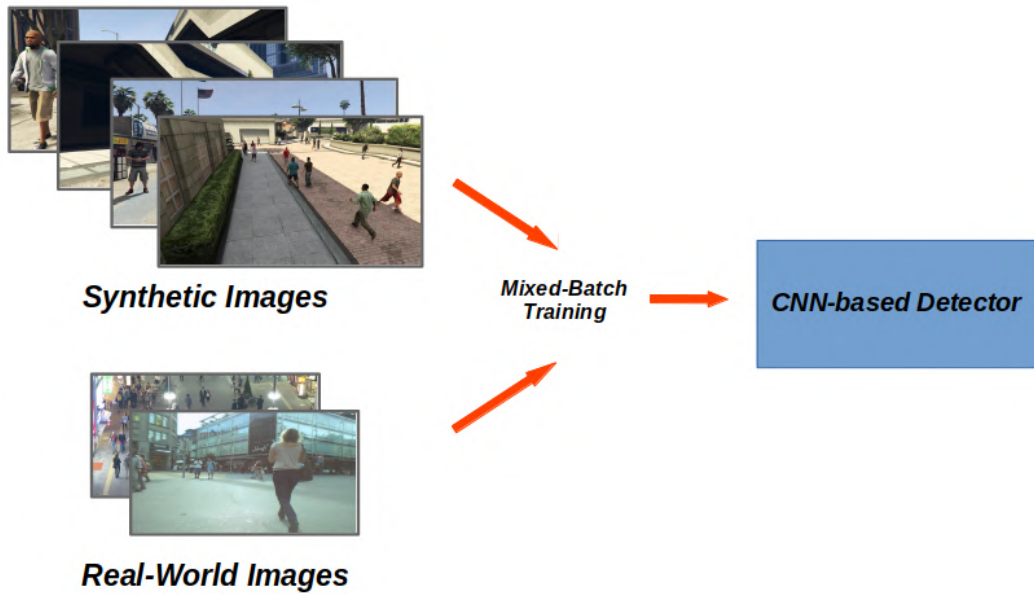 Synthetic Images
Mixed-Batch
Training
CNN-based Detector
Real-World Images